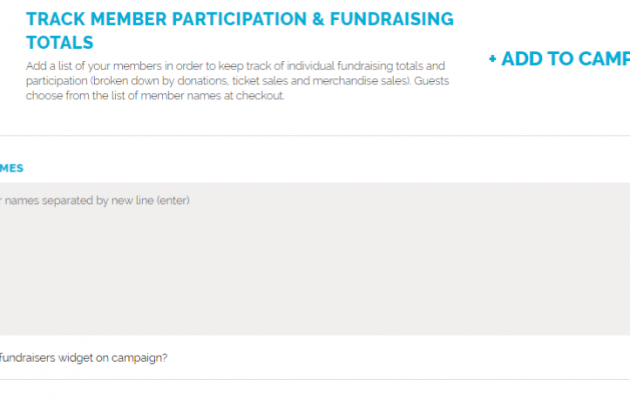 TRACK MEMBER PARTICIPATION & FUNDRAISING
TOTALS
Add a list of your members in order to keep track of individual fundraising totals and
participation (broken down by donations, ticket sales and merchandise sales). Guests
choose from the list of member names at checkout.
+ ADD TO CAMP
MES
r names separated by new line (enter)
fundraisers widget on campaign?